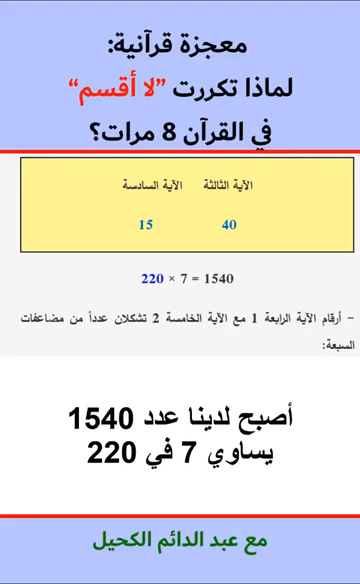 معجزة قرآنية:
لماذا تكررت ”لا أقسم“
في القرآن 8 مرات؟
الآية الثالثة الآية السادسة
40 15
1540 = 7 × 220
– أرقام الآية الرابعة 1 مع الآية الخامسة 2 تشكلان عدداً من مضاعفات
السبعة:
أصبح لدينا عدد 1540
يساوي 7 في 220
مع عبد الدائم الكحيل